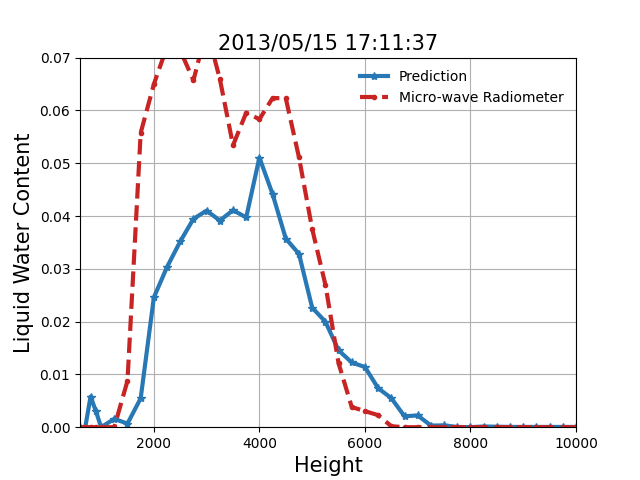 2013/05/15 17:11:37
Prediction
Micro-wave Radiometer
Liquid Water Content
0.07
0.06
0.05
0.04
0.03
0.02
0.01
0.00
2000 4000 6000 8000 10000
Height